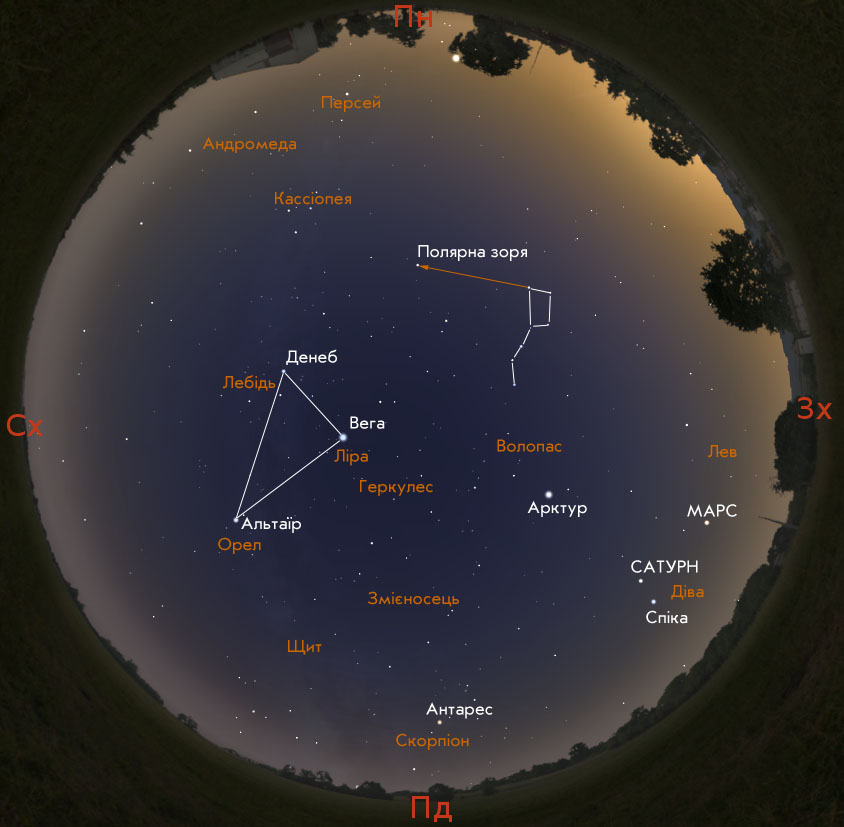 Пн
Персей
Андромеда
Кассіопея
Полярна зоря
Денеб
Лебідь
Зх
Сх
Вега
Волопас
Лев
Ліра
Геркулес
Арктур
МАРС
Альтаїр
Орел
САТУРН
Діва
Змієносець
Спіка
Щит
Антарес
Скорпіон
Пд